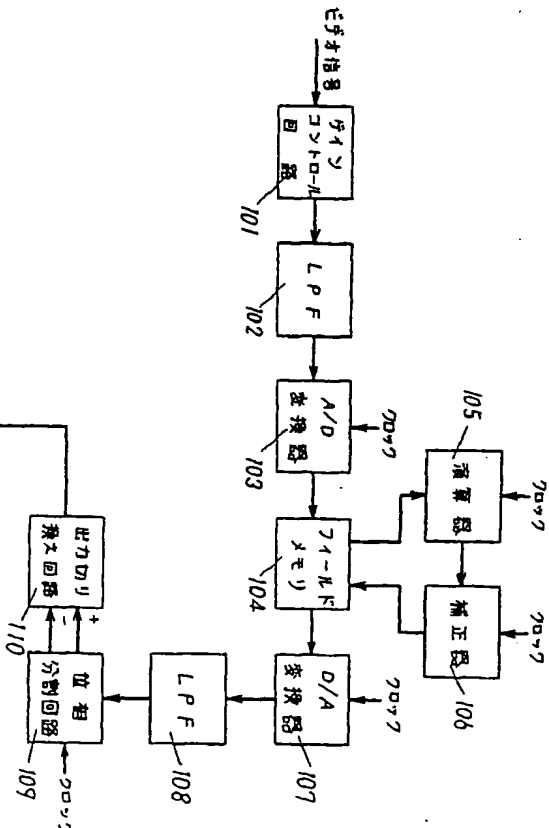 ビデオ信号
ゲイン
コントロール
回路
101
LPF
102
A/D
変換器
103
クロック
フィールド
メモリ
104
演算器
105
クロック
補正器
106
クロック
D/A
変換器
107
クロック
LPF
108
位相
分割回路
109
クロック
+
-
出力切り
換え回路
110